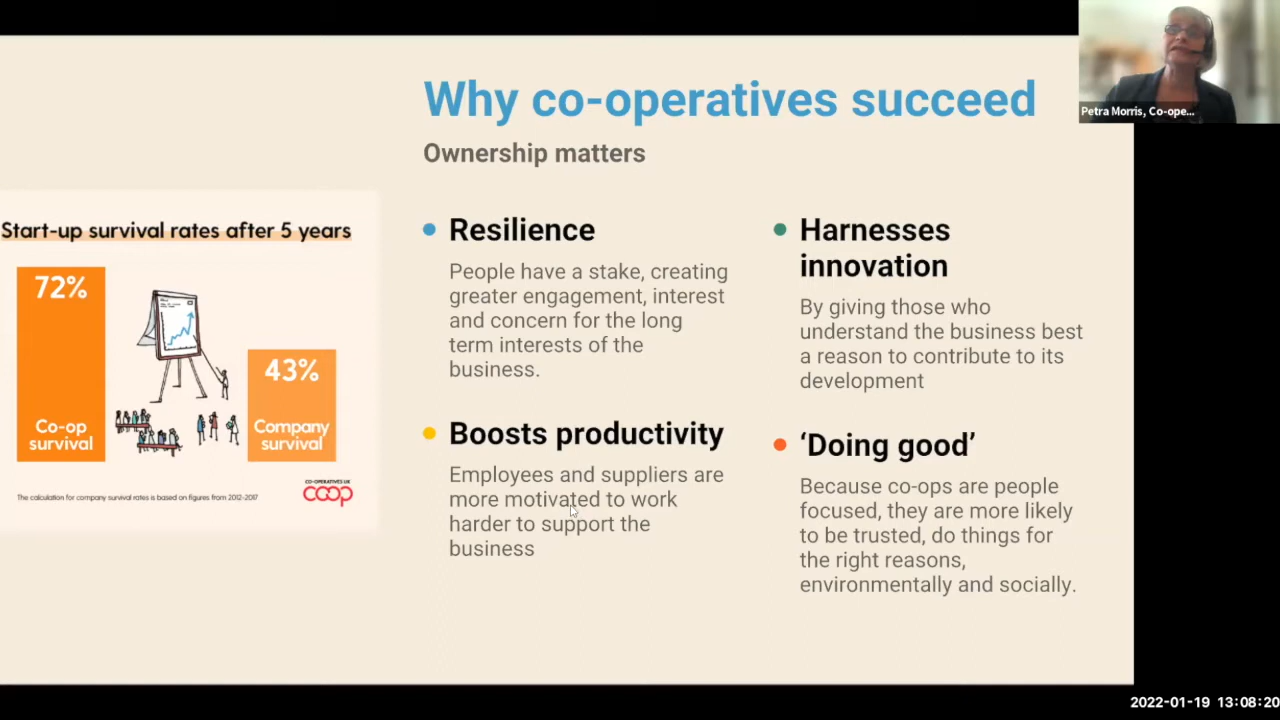 Why co-operatives succeed
Ownership matters
Start-up survival rates after 5 years
72%
Co-op
survival
43%
Company
survival
The calculation for company survival rates is based on figures from 2012-2017
CO-OPERATIVES UK
COOP
Resilience
People have a stake, creating
greater engagement, interest
and concern for the long
term interests of the
business.
Boosts productivity
Employees and suppliers are
more motivated to work
harder to support the
business
Harnesses
innovation
By giving those who
understand the business best
a reason to contribute to its
development
‘Doing good’
Because co-ops are people
focused, they are more likely
to be trusted, do things for
the right reasons,
environmentally and socially.
Petra Morris, Co-ope...
2022-01-19 13:08:20